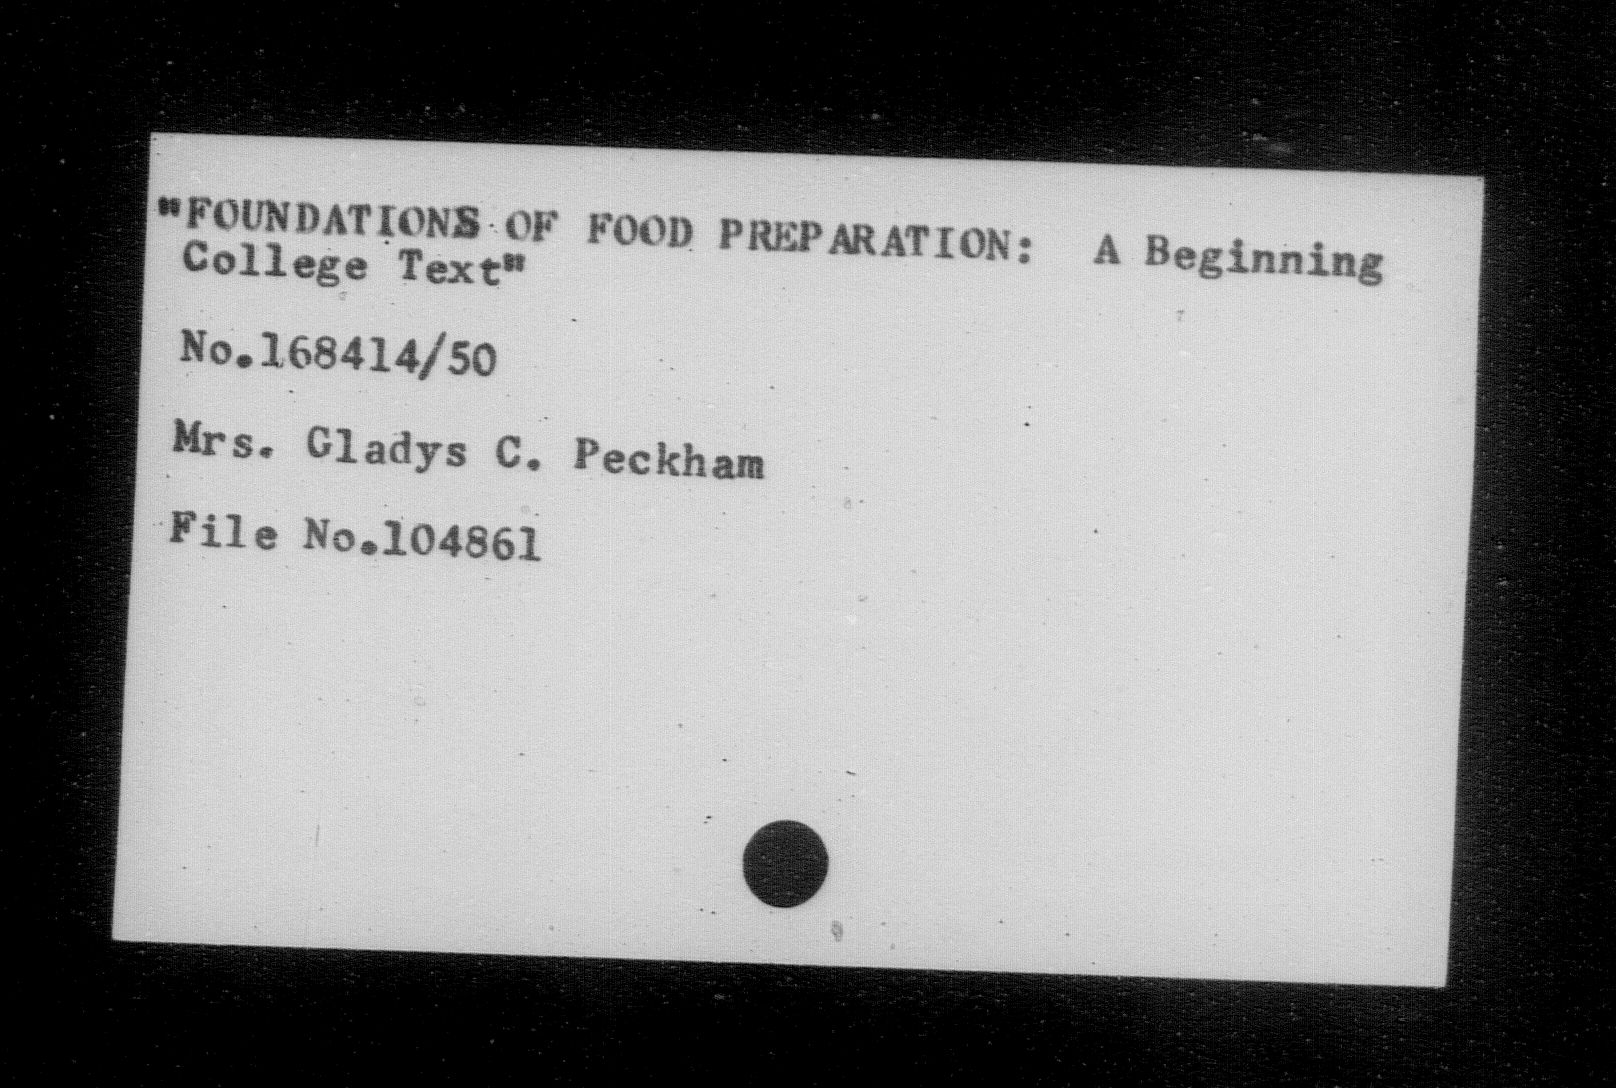 "FOUNDATIONS OF FOOD PREPARATION: A Beginning
College Text"
No.168414/50
Mrs. Gladys C. Peckham
File No.104861